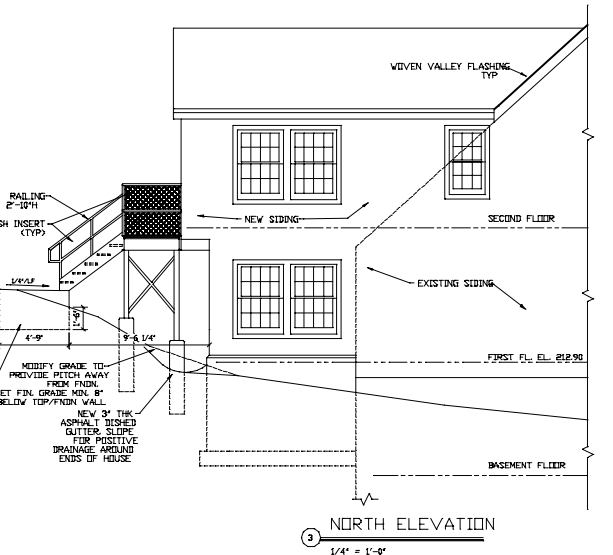 WOVEN VALLEY FLASHING
TYP
RAILING
2'-10"H
SH INSERT
(TYP)
NEW SIDING
SECOND FLOOR
1/4"/LF
EXISTING SIDING
1'-6"
4'-9"
9'-6 1/4"
FIRST FL. EL. 212.90
MODIFY GRADE TO
PROVIDE PITCH AWAY
FROM FNDN.
ET FIN. GRADE MIN. 8"
BELOW TOP/FNDN WALL
NEW 3" THK
ASPHALT DISHED
GUTTER, SLOPE
FOR POSITIVE
DRAINAGE AROUND
ENDS OF HOUSE
BASEMENT FLOOR
3 NORTH ELEVATION
1/4" = 1'-0"